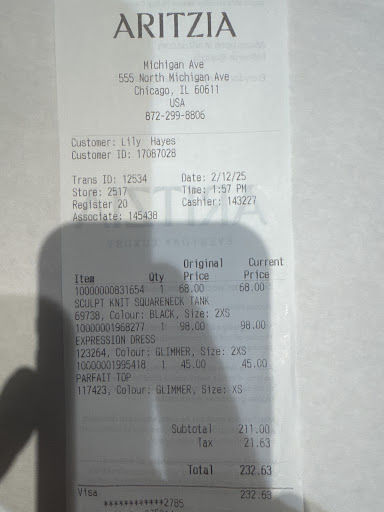 ARITZIA
Michigan Ave
555 North Michigan Ave
Chicago, IL 60611
USA
872-299-8806
Customer: Lily Hayes
Customer ID: 17087028
Trans ID: 12534 Date: 2/12/25
Store: 2517 Time: 1:57 PM
Register 20 Cashier: 143227
Associate: 145438
Original Current
Item Qty Price Price
10000000831654 1 68.00 68.00
SCULPT KNIT SQUARENECK TANK
69738, Colour: BLACK, Size: 2XS
10000001968277 1 98.00 98.00
EXPRESSION DRESS
123264, Colour: GLIMMER, Size: 2XS
10000001995418 1 45.00 45.00
PARFAIT TOP
117423, Colour: GLIMMER, Size: XS
Subtotal 211.00
Tax 21.63
Total 232.63
Visa 232.63
************2785